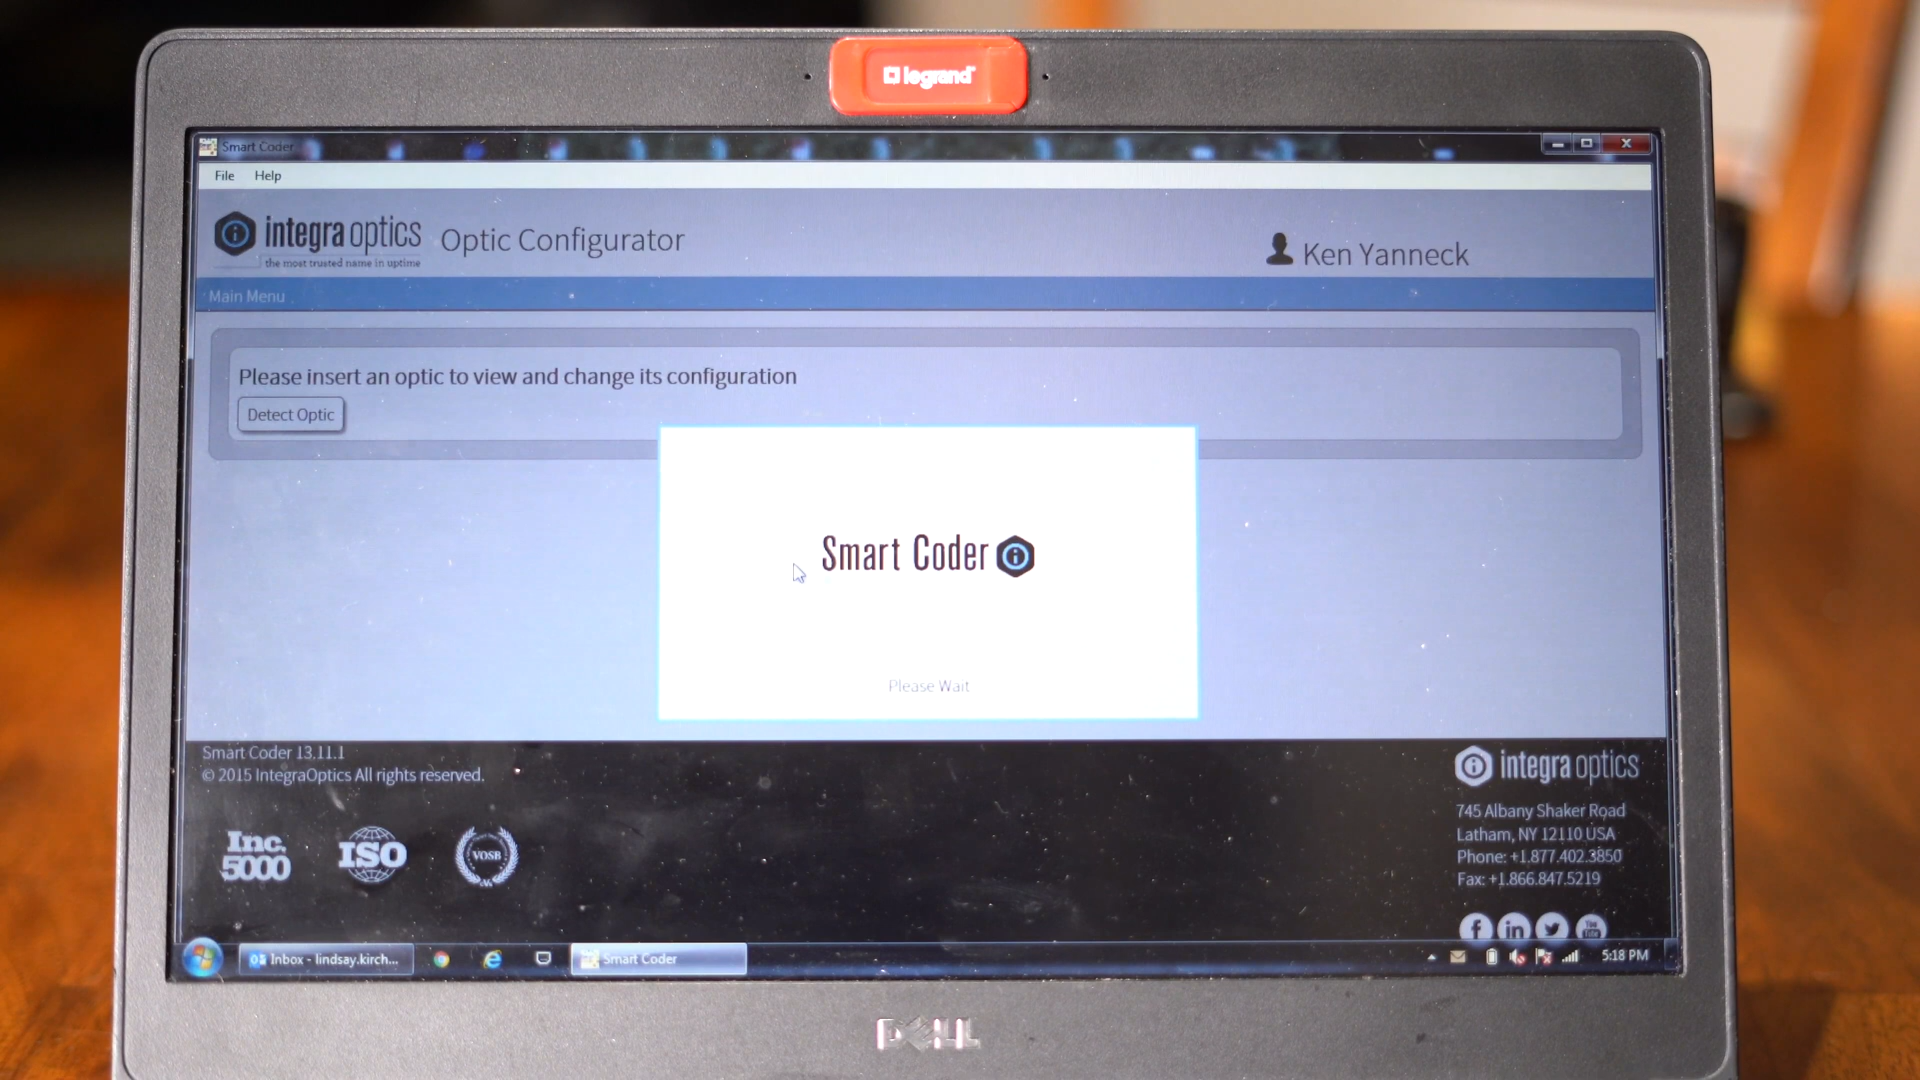 legrand
Smart Coder
File Help
integra optics
the most trusted name in uptime
Optic Configurator
Ken Yanneck
Main Menu
Please insert an optic to view and change its configuration
Detect Optic
Smart Coder
Please Wait
Smart Coder 13.11.1
© 2015 IntegraOptics All rights reserved.
Inc.
5000
ISO
VOSB
integra optics
745 Albany Shaker Road
Latham, NY 12110 USA
Phone: +1.877.402.3850
Fax: +1.866.847.5219
f in You
Tube
Inbox - lindsay.kirch...
Smart Coder
5:18 PM
DELL